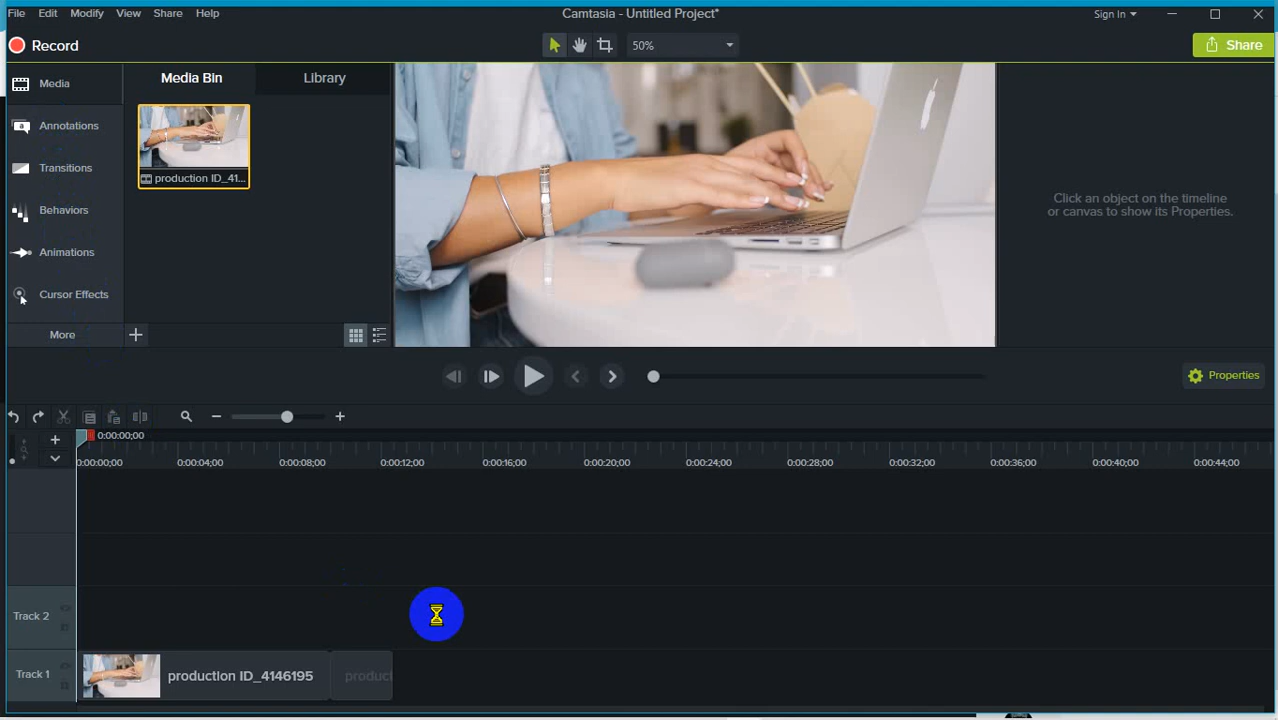 File Edit Modify View Share Help
Camtasia - Untitled Project*
Sign In
Record
50%
Share
Media
Media Bin
Library
Annotations
Transitions
Behaviors
Animations
Cursor Effects
More
production ID_41...
Click an object on the timeline
or canvas to show its Properties.
Properties
0:00:00;00
0:00:00;00 0:00:04;00 0:00:08;00 0:00:12;00 0:00:16;00 0:00:20;00 0:00:24;00 0:00:28;00 0:00:32;00 0:00:36;00 0:00:40;00 0:00:44;00
Track 2
Track 1
production ID_4146195
product